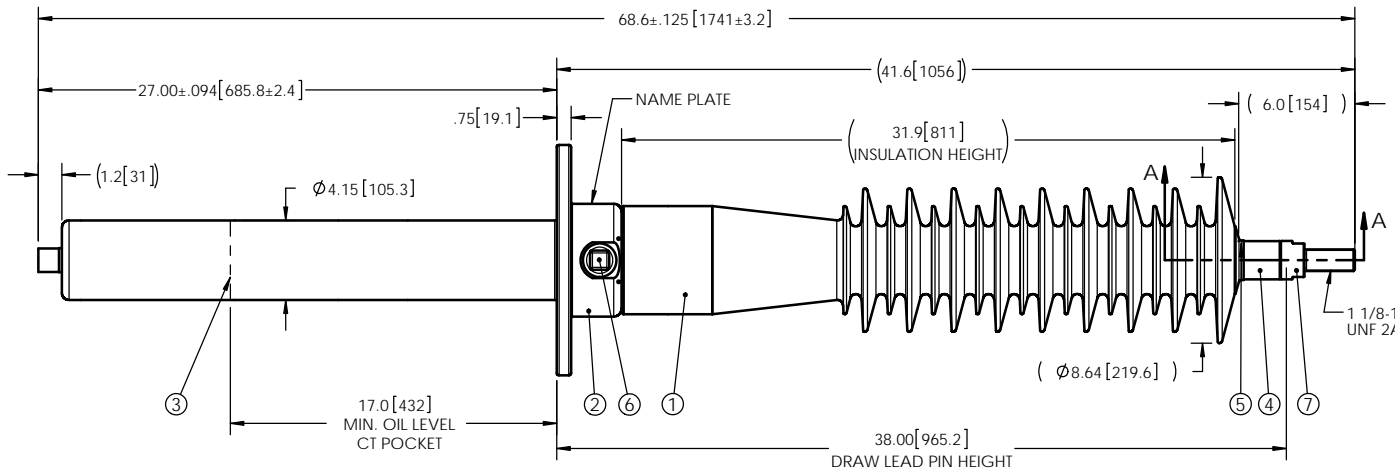 68.6±.125[1741±3.2]
(41.6[1056])
27.00±.094[685.8±2.4]
NAME PLATE
( 6.0[154] )
.75[19.1]
(31.9[811]
INSULATION HEIGHT)
(1.2[31])
Ø4.15[105.3]
A
A
1 1/8-1
UNF 2A
(Ø8.64[219.6])
3
2
6
1
5
4
7
17.0[432]
MIN. OIL LEVEL
CT POCKET
38.00[965.2]
DRAW LEAD PIN HEIGHT